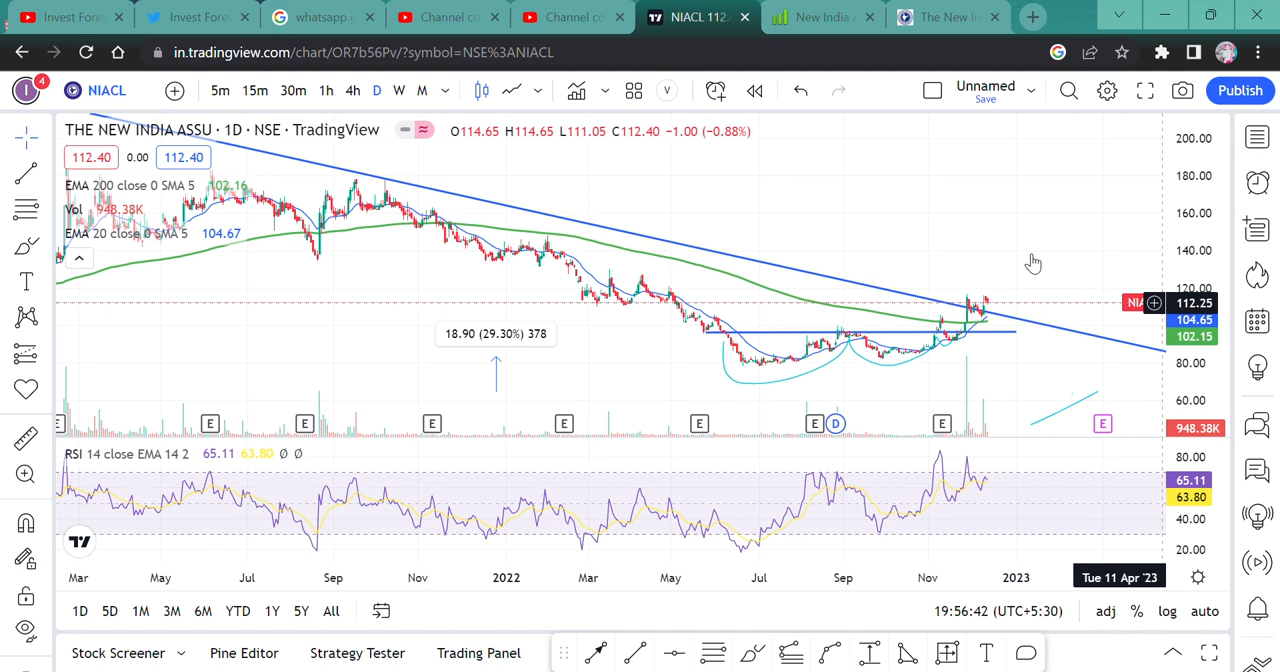 Invest Fore
Invest Fore
whatsapp g
Channel co
Channel co
NIACL 112.
New India
The New In
in.tradingview.com/chart/OR7b56Pv/?symbol=NSE%3ANIACL
I
4
NIACL
5m 15m 30m 1h 4h D W M
V
Unnamed
Save
Publish
THE NEW INDIA ASSU · 1D · NSE · TradingView
O114.65 H114.65 L111.05 C112.40 −1.00 (−0.88%)
112.40 0.00 112.40
EMA 200 close 0 SMA 5 102.16
Vol 948.38K
EMA 20 close 0 SMA 5 104.67
200.00
180.00
160.00
140.00
120.00
NIA
112.25
104.65
102.15
80.00
60.00
948.38K
18.90 (29.30%) 378
E E E E E E E D E E
RSI 14 close EMA 14 2 65.11 63.80 Ø Ø
80.00
65.11
63.80
40.00
20.00
Mar May Jul Sep Nov 2022 Mar May Jul Sep Nov 2023 Tue 11 Apr '23
1D 5D 1M 3M 6M YTD 1Y 5Y All
19:56:42 (UTC+5:30) adj % log auto
Stock Screener Pine Editor Strategy Tester Trading Panel